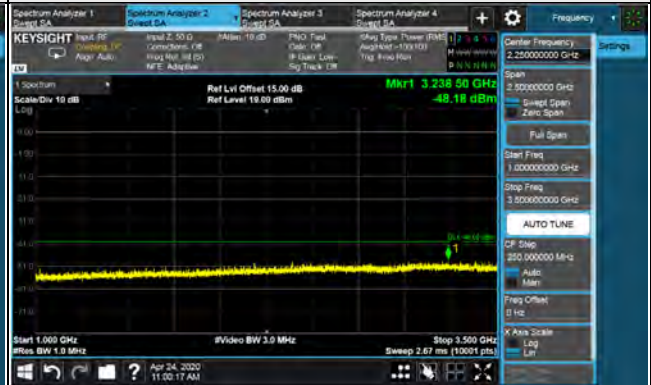 Spectrum Analyzer 1
Swept SA
Spectrum Analyzer 2
Swept SA
Spectrum Analyzer 3
Swept SA
Spectrum Analyzer 4
Swept SA
+
Frequency
KEYSIGHT
Input: RF
Coupling: DC
Align: Auto
Input Z: 50 Ω
Corrections: Off
Freq Ref: Int (S)
NFE: Adaptive
#Atten: 10 dB
PNO: Fast
Gate: Off
IF Gain: Low
Sig Track: Off
#Avg Type: Power (RMS)
Avg|Hold:>100/100
Trig: Free Run
1 2 3 4 5 6
1 Spectrum
Scale/Div 10 dB
Log
Ref Lvl Offset 15.00 dB
Ref Level 19.00 dBm
Mkr1 3.238 50 GHz
-48.18 dBm
1
Start 1.000 GHz
#Res BW 1.0 MHz
#Video BW 3.0 MHz
Stop 3.500 GHz
Sweep 2.67 ms (10001 pts)
Apr 24, 2020
11:00:17 AM
Center Frequency
2.250000000 GHz
Settings
Span
2.50000000 GHz
Swept Span
Zero Span
Full Span
Start Freq
1.000000000 GHz
Stop Freq
3.500000000 GHz
AUTO TUNE
CF Step
250.000000 MHz
Auto
Man
Freq Offset
0 Hz
X Axis Scale
Log
Lin